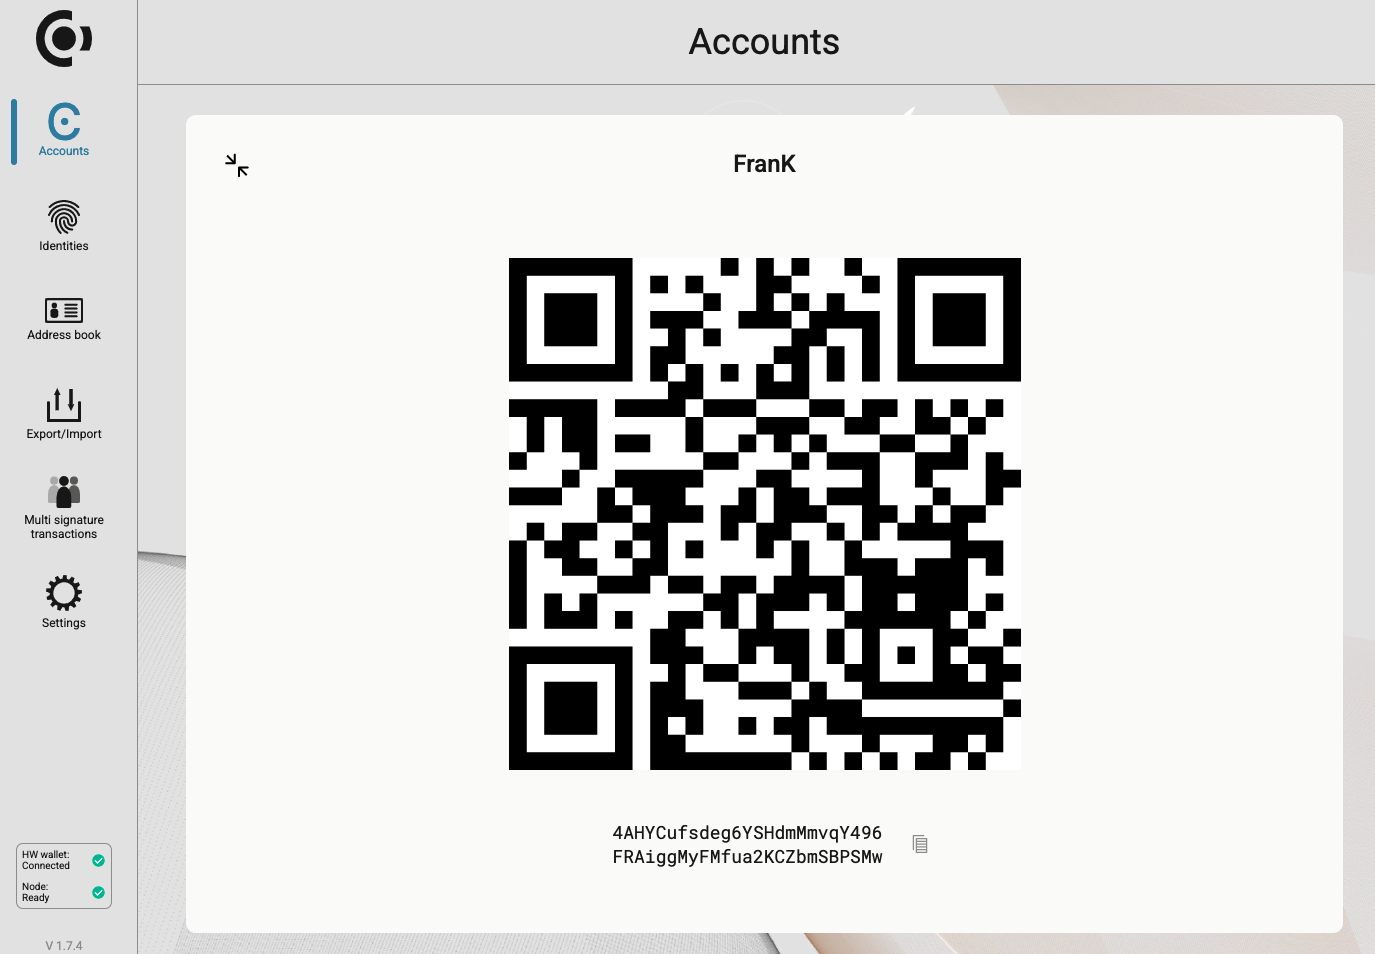 Accounts
Accounts
Identities
Address book
Export/Import
Multi signature
transactions
Settings
HW wallet:
Connected
Node:
Ready
V 1.7.4
FranK
4AHYCufsdeg6YSHdmMmvqY496
FRAiggMyFMfua2KCZbmSBPSMw